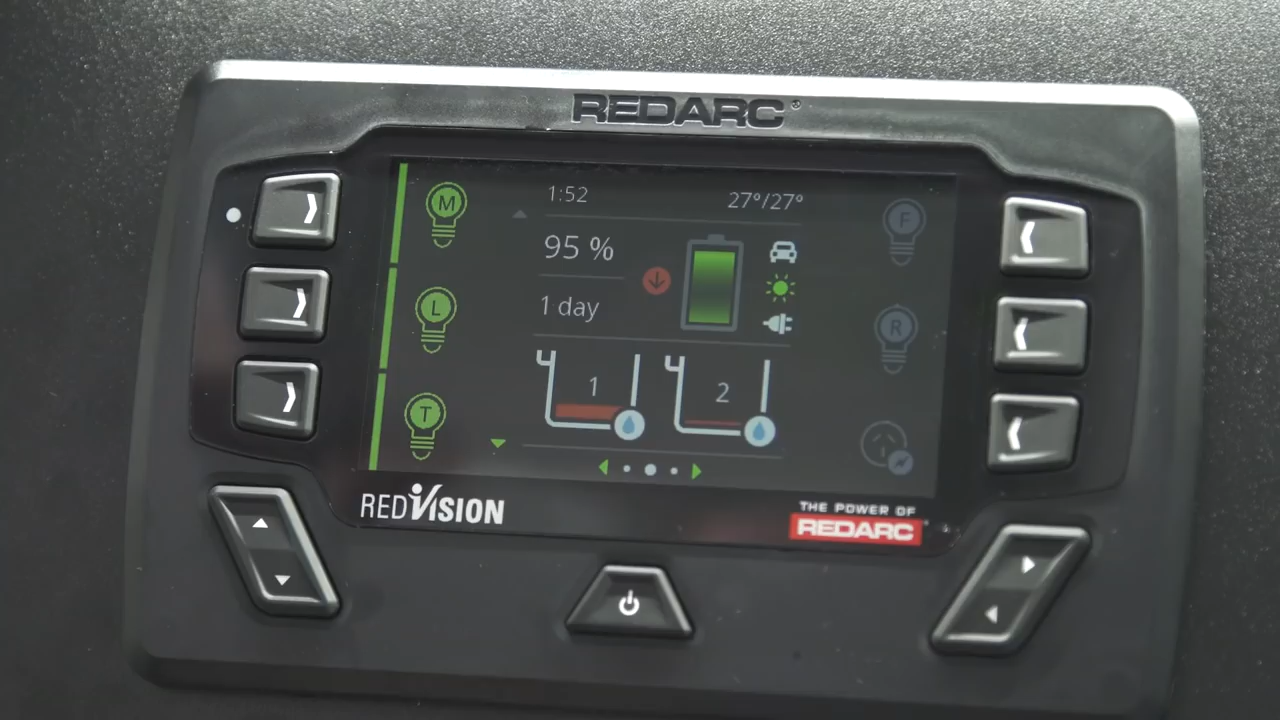 REDARC®
M
1:52
27°/27°
F
95 %
L
1 day
R
1
2
T
REDVISION
THE POWER OF
REDARC